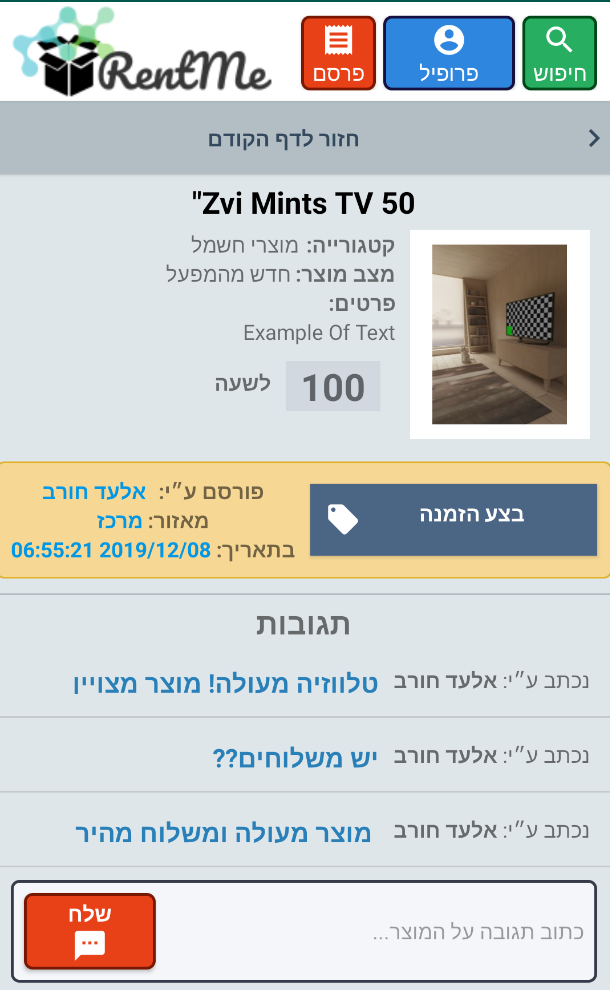 RentMe
חיפוש
פרופיל
פרסם
חזור לדף הקודם
Zvi Mints TV 50"
קטגורייה: מוצרי חשמל
מצב מוצר: חדש מהמפעל
פרטים:
Example Of Text
100 לשעה
בצע הזמנה
פורסם ע״י: אלעד חורב
מאזור: מרכז
בתאריך: 2019/12/08 06:55:21
תגובות
נכתב ע״י: אלעד חורב טלווזיה מעולה! מוצר מצויין
נכתב ע״י: אלעד חורב יש משלוחים??
נכתב ע״י: אלעד חורב מוצר מעולה ומשלוח מהיר
כתוב תגובה על המוצר...
שלח